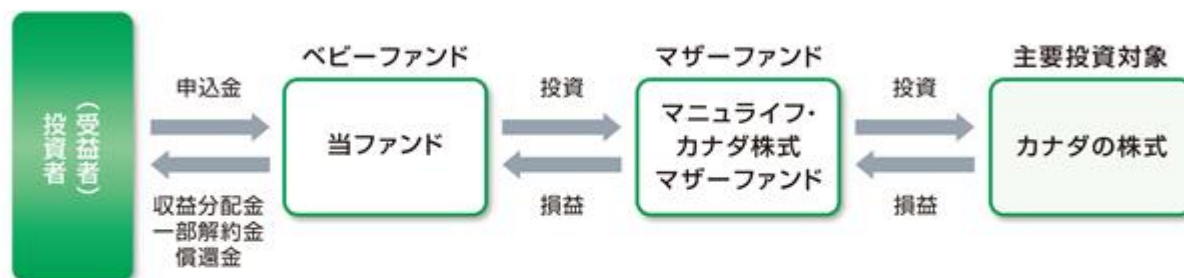 投資者
（受益者）
申込金
収益分配金
一部解約金
償還金
ベビーファンド
当ファンド
投資
損益
マザーファンド
マニュライフ・
カナダ株式
マザーファンド
投資
損益
主要投資対象
カナダの株式